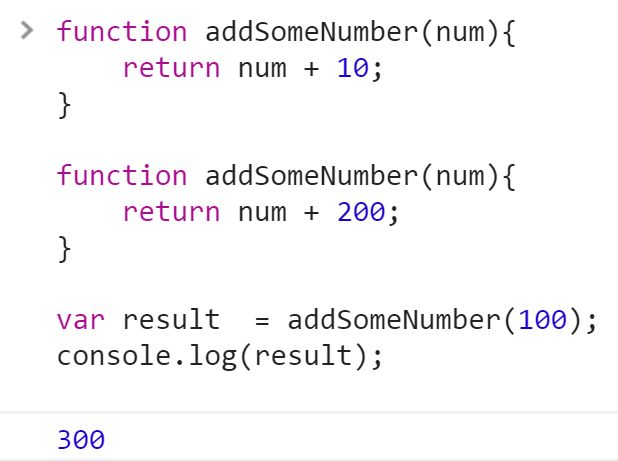 > function addSomeNumber(num){
    return num + 10;
}
function addSomeNumber(num){
    return num + 200;
}
var result  = addSomeNumber(100);
console.log(result);
300